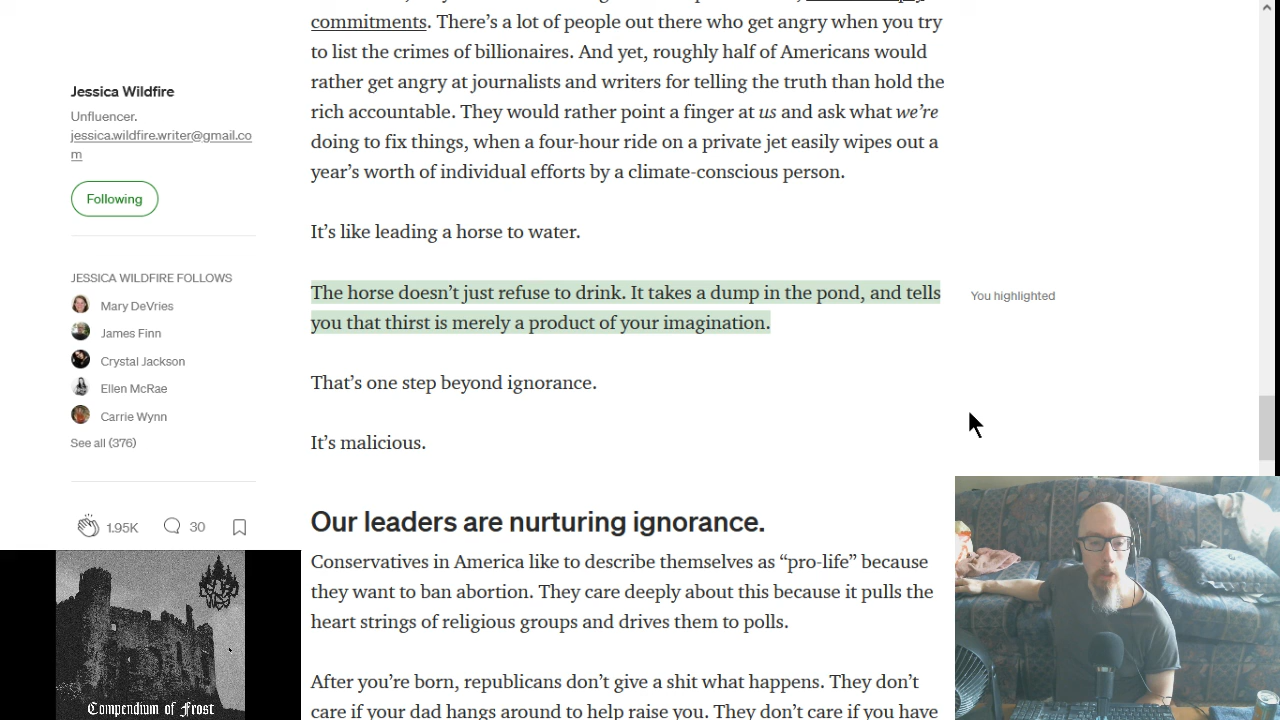 commitments. There's a lot of people out there who get angry when you try
to list the crimes of billionaires. And yet, roughly half of Americans would
rather get angry at journalists and writers for telling the truth than hold the
rich accountable. They would rather point a finger at us and ask what we're
doing to fix things, when a four-hour ride on a private jet easily wipes out a
year's worth of individual efforts by a climate-conscious person.
It's like leading a horse to water.
The horse doesn't just refuse to drink. It takes a dump in the pond, and tells
you that thirst is merely a product of your imagination.
You highlighted
That's one step beyond ignorance.
It's malicious.
Our leaders are nurturing ignorance.
Conservatives in America like to describe themselves as “pro-life” because
they want to ban abortion. They care deeply about this because it pulls the
heart strings of religious groups and drives them to polls.
After you're born, republicans don't give a shit what happens. They don't
care if your dad hangs around to help raise you. They don't care if you have
Jessica Wildfire
Unfluencer.
jessica.wildfire.writer@gmail.co
m
Following
JESSICA WILDFIRE FOLLOWS
Mary DeVries
James Finn
Crystal Jackson
Ellen McRae
Carrie Wynn
See all (376)
1.95K
30
Compendium of Frost